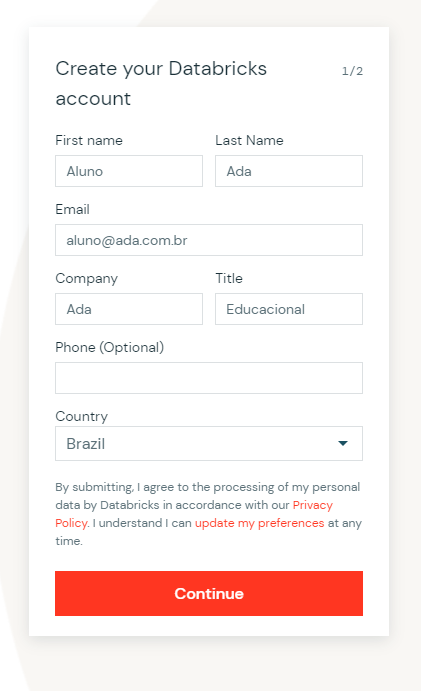 Create your Databricks
account
1/2
First name
Last Name
Aluno
Ada
Email
aluno@ada.com.br
Company
Title
Ada
Educacional
Phone (Optional)
Country
Brazil
By submitting, I agree to the processing of my personal
data by Databricks in accordance with our Privacy
Policy. I understand I can update my preferences at any
time.
Continue